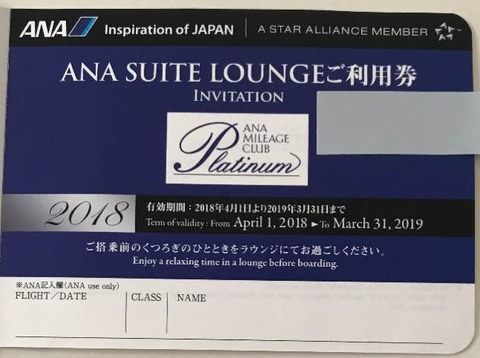 ANA Inspiration of JAPAN | A STAR ALLIANCE MEMBER
ANA SUITE LOUNGEご利用券
INVITATION
ANA
MILEAGE
CLUB
Platinum
2018
有効期間：2018年4月1日より2019年3月31日まで
Term of validity : From April 1, 2018 ▶ To March 31, 2019
ご搭乗前のくつろぎのひとときをラウンジにてお過ごしください。
Enjoy a relaxing time in a lounge before boarding.
※ANA記入欄(ANA use only)
FLIGHT/DATE CLASS NAME